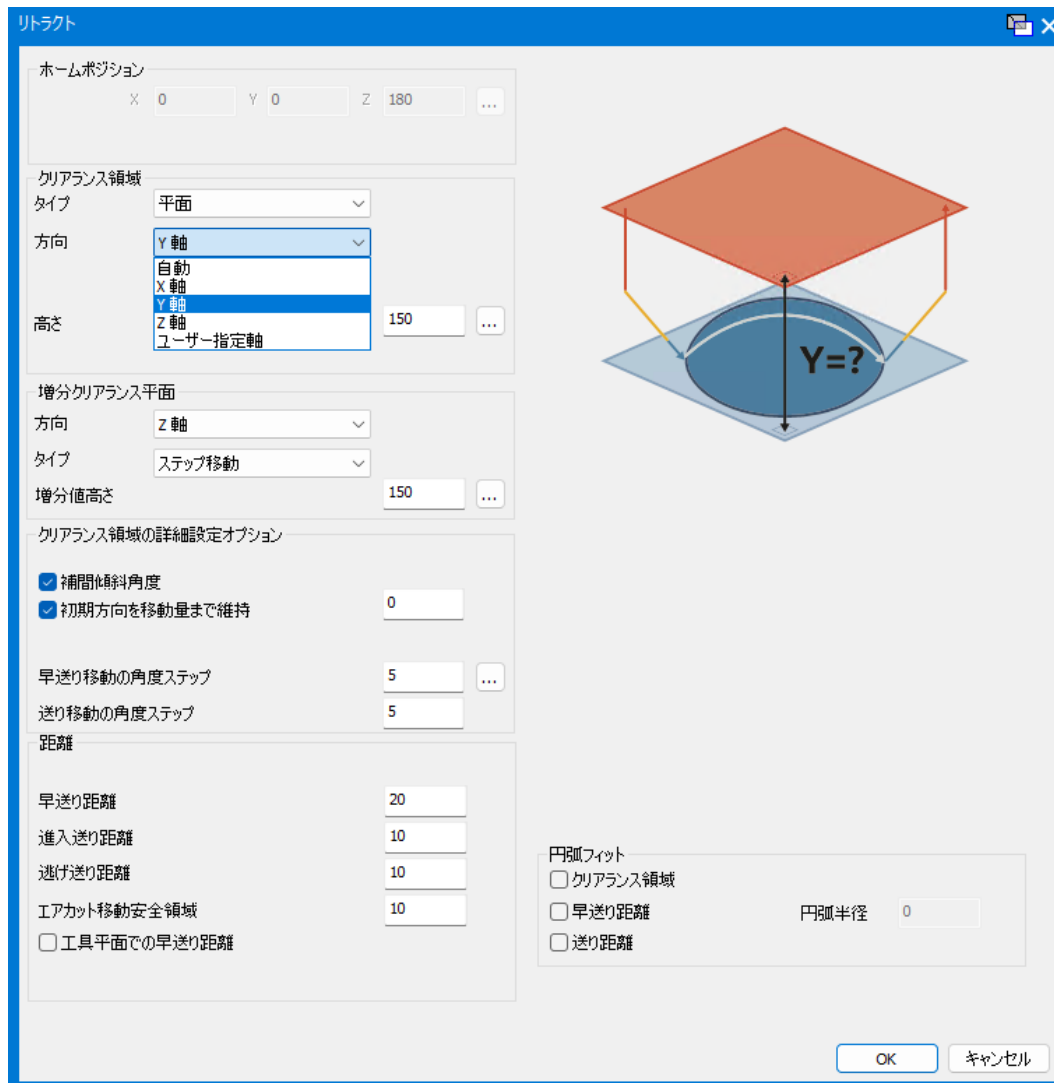 リトラクト
ホームポジション
X 0 Y 0 Z 180 ...
クリアランス領域
タイプ 平面
方向 Y 軸
自動
X 軸
Y 軸
Z 軸
ユーザー指定軸
高さ 150 ...
Y=?
増分クリアランス平面
方向 Z 軸
タイプ ステップ移動
増分値高さ 150 ...
クリアランス領域の詳細設定オプション
補間傾斜角度
初期方向を移動量まで維持 0
早送り移動の角度ステップ 5 ...
送り移動の角度ステップ 5
距離
早送り距離 20
進入送り距離 10
逃げ送り距離 10
エアカット移動安全領域 10
工具平面での早送り距離
円弧フィット
クリアランス領域
早送り距離 円弧半径 0
送り距離
OK キャンセル